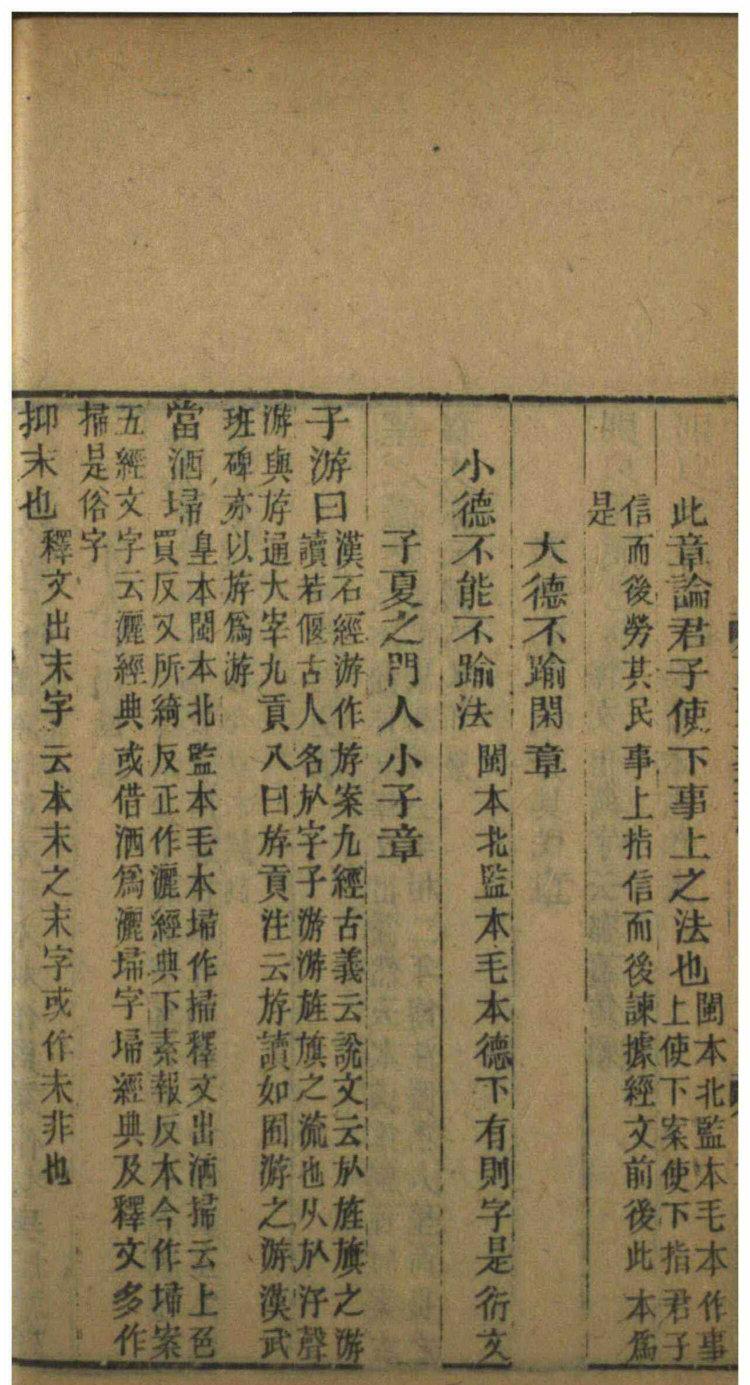 此章論君子使下事上之法也
閩本北監本毛本作事
上使下案使下指君子
信而後勞其民事上指信而後諫據經文前後此本爲
是
大德不踰閑章
小德不能不踰法
閩本北監本毛本德下有則字是衍文
子夏之門人小子章
子游曰
漢石經游作斿案九經古義云說文云㫃旌旗之游
讀若偃古人名㫃字子游游旌旗之流也从㫃汓聲
游與斿通大宰九貢八曰斿貢注云斿讀如囿游之游漢武
班碑亦以斿爲游
當洒埽
皇本閩本北監本毛本埽作掃釋文出洒掃云上色
買反又所綺反正作灑經典下素報反本今作埽案
五經文字云灑經典或借洒爲灑埽字埽經典及釋文多作
掃是俗字
抑末也
釋文出末字云本末之末字或作未非也